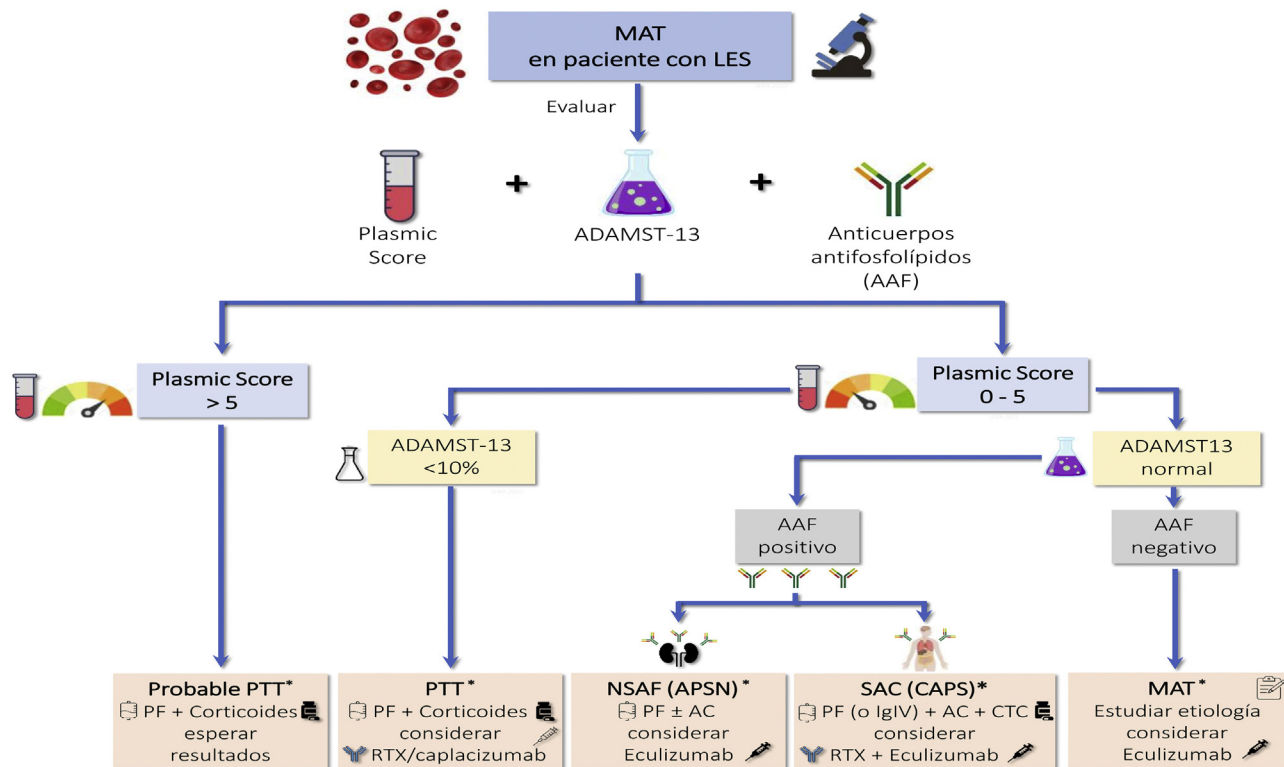 MAT
en paciente con LES
Evaluar
Plasmic
Score
+
ADAMST-13
+
Anticuerpos
antifosfolípidos
(AAF)
Plasmic Score
> 5
Plasmic Score
0 - 5
ADAMST-13
<10%
ADAMST13
normal
AAF
positivo
AAF
negativo
Probable PTT*
PF + Corticoides
esperar
resultados
PTT*
PF + Corticoides
considerar
RTX/caplacizumab
NSAF (APSN)*
PF ± AC
considerar
Eculizumab
SAC (CAPS)*
PF (o IgIV) + AC + CTC
considerar
RTX + Eculizumab
MAT*
Estudiar etiología
considerar
Eculizumab